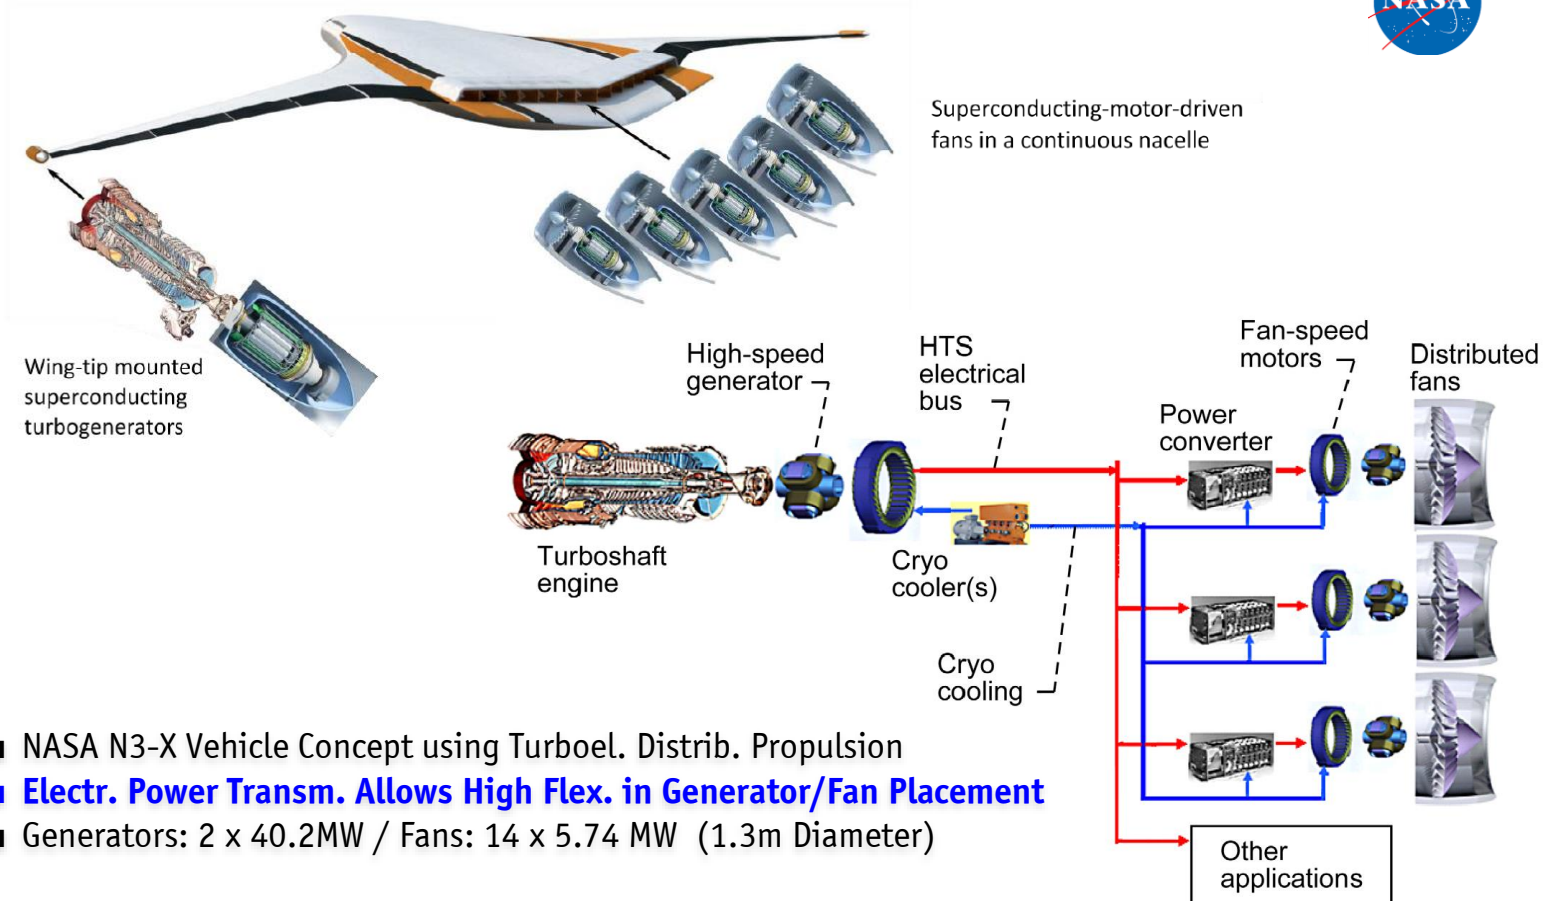 NASA
Superconducting-motor-driven
fans in a continuous nacelle
Wing-tip mounted
superconducting
turbogenerators
High-speed
generator
HTS
electrical
bus
Fan-speed
motors
Distributed
fans
Power
converter
Turboshaft
engine
Cryo
cooler(s)
Cryo
cooling
Other
applications
NASA N3-X Vehicle Concept using Turboel. Distrib. Propulsion
Electr. Power Transm. Allows High Flex. in Generator/Fan Placement
Generators: 2 x 40.2MW / Fans: 14 x 5.74 MW (1.3m Diameter)